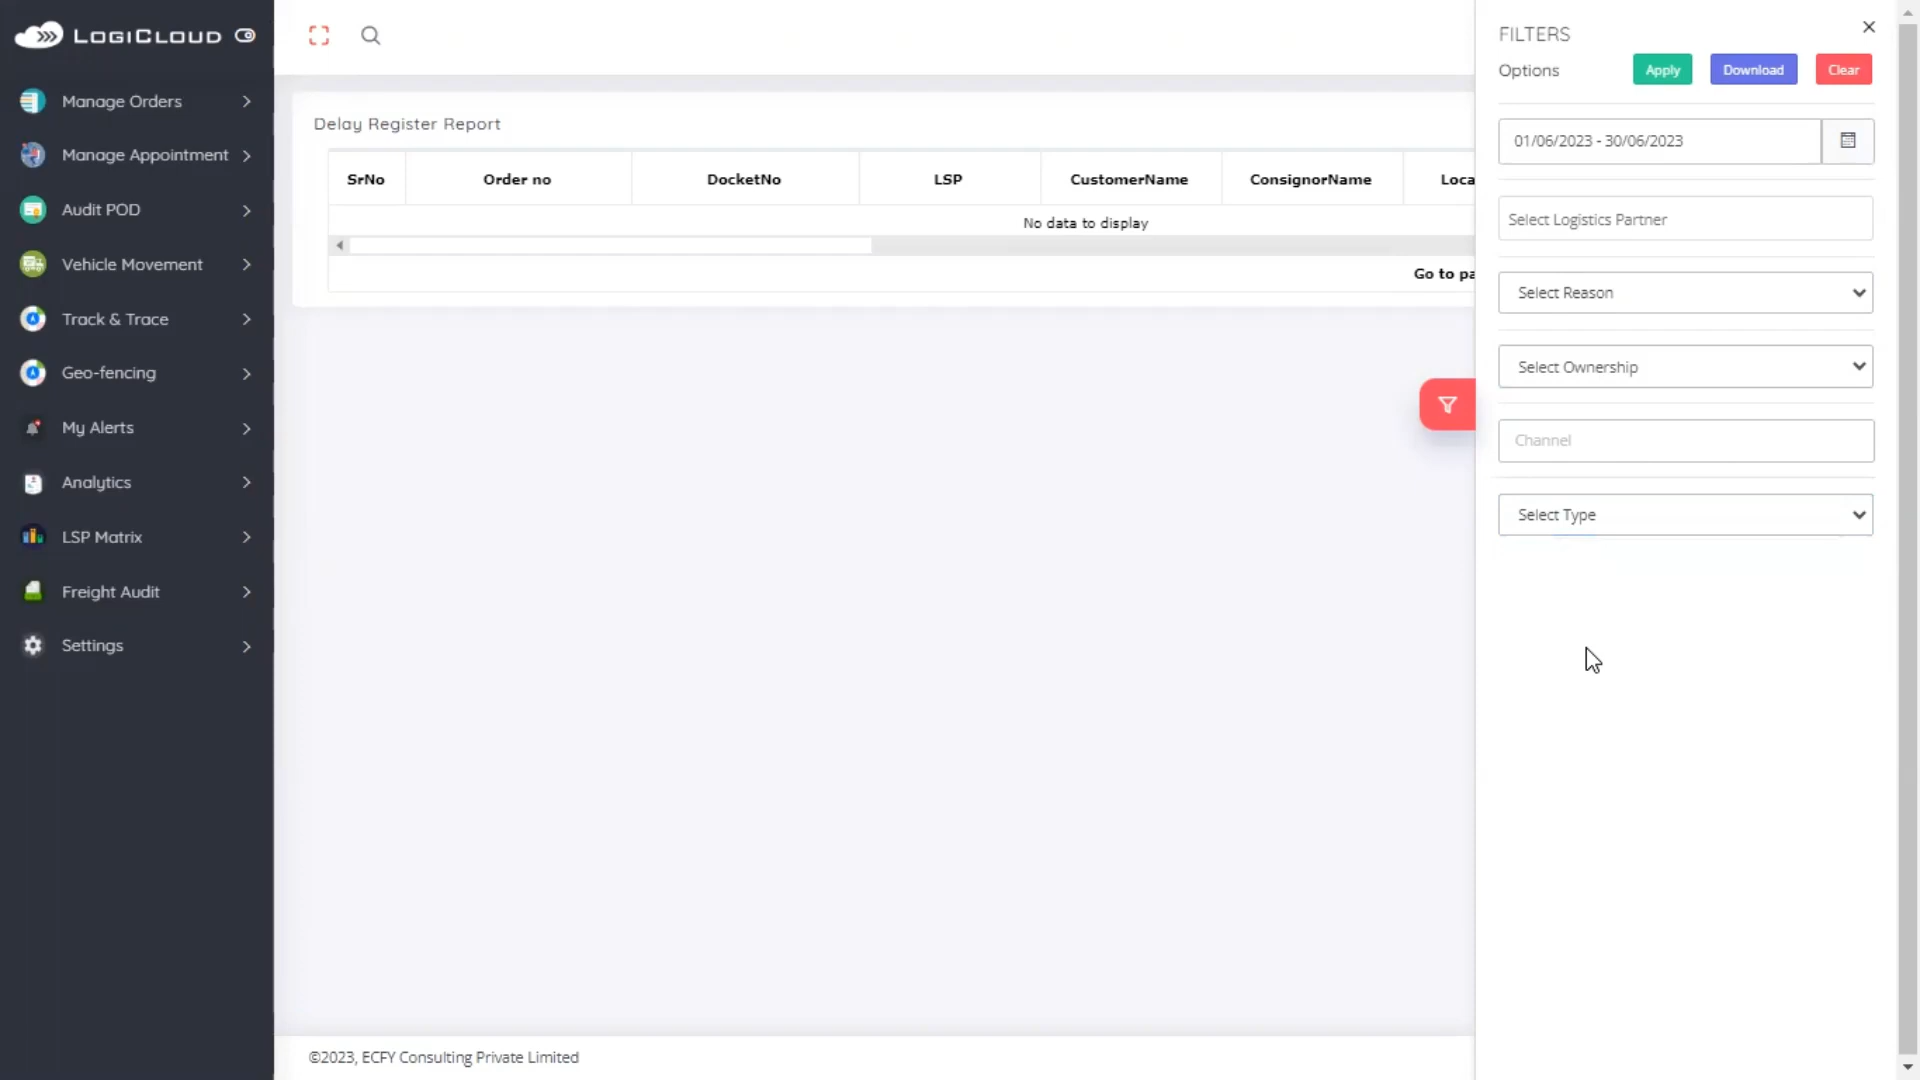 LOGICLOUD
Manage Orders
Manage Appointment
Audit POD
Vehicle Movement
Track & Trace
Geo-fencing
My Alerts
Analytics
LSP Matrix
Freight Audit
Settings
Delay Register Report
SrNo Order no DocketNo LSP CustomerName ConsignorName Loca
No data to display
Go to pa
©2023, ECFY Consulting Private Limited
FILTERS
Options Apply Download Clear
01/06/2023 - 30/06/2023
Select Logistics Partner
Select Reason
Select Ownership
Channel
Select Type